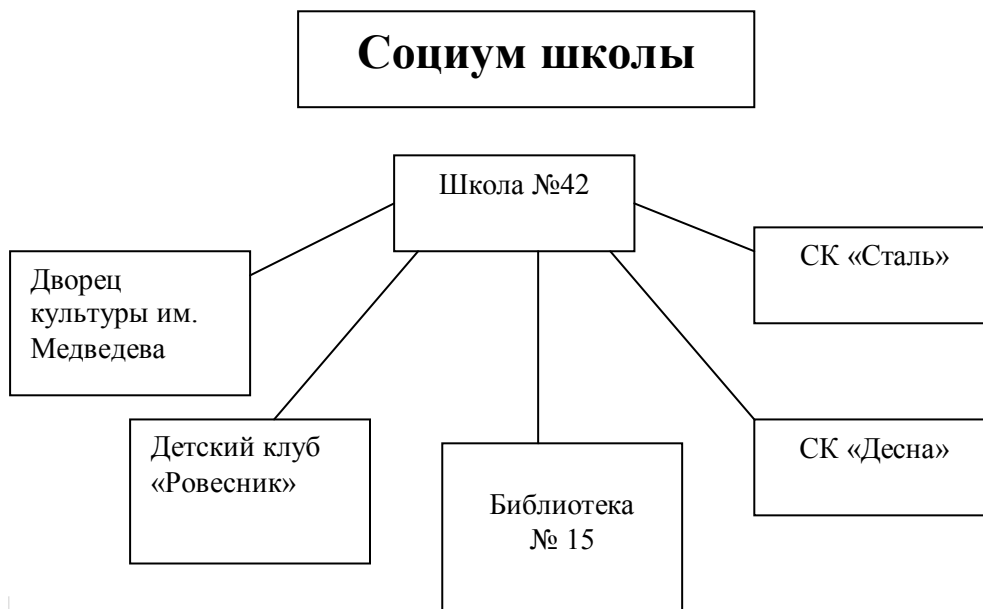 Социум школы
Школа №42
СК «Сталь»
Дворец
культуры им.
Медведева
Детский клуб
«Ровесник»
СК «Десна»
Библиотека
№ 15